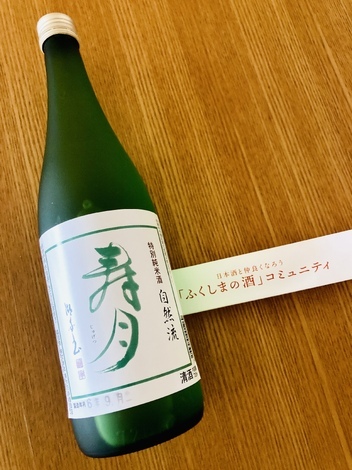 特別純米酒
自然流
寿月
清酒
日本酒と仲良くなろう
「ふくしまの酒」コミュニティ